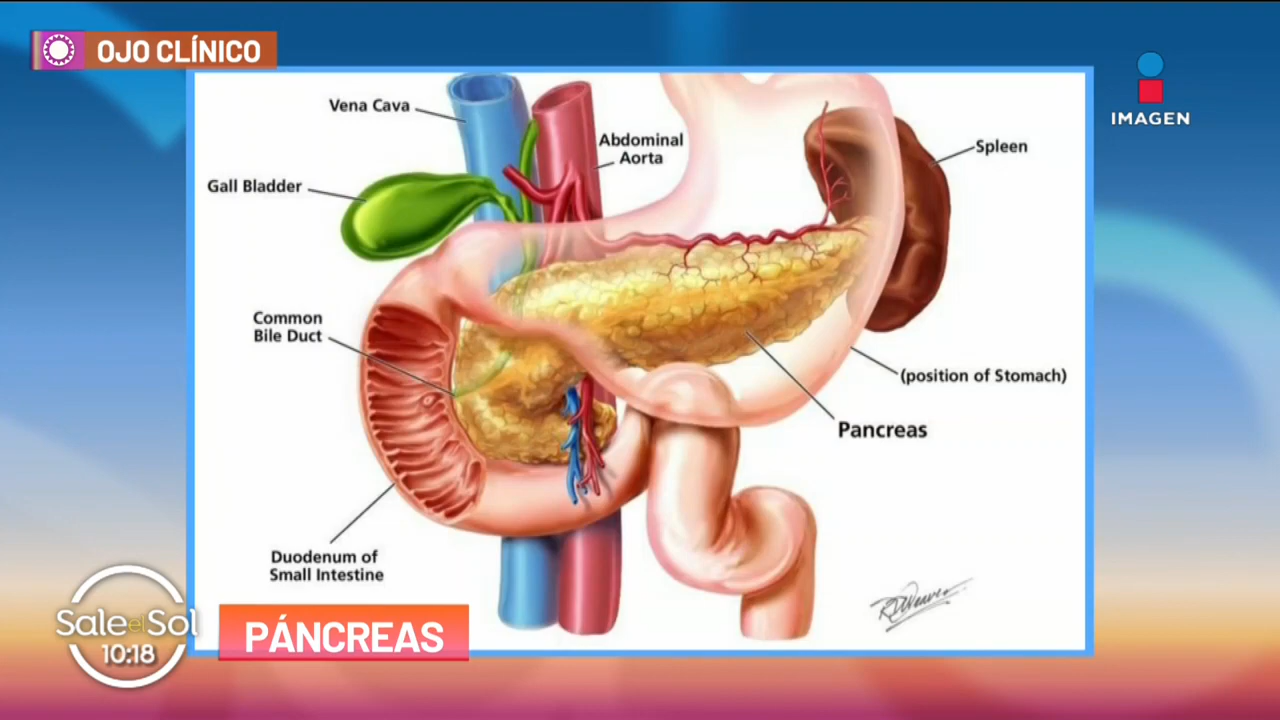 OJO CLÍNICO
IMAGEN
Vena Cava
Abdominal
Aorta
Spleen
Gall Bladder
Common
Bile Duct
(position of Stomach)
Pancreas
Duodenum of
Small Intestine
Sale el Sol
10:18
PÁNCREAS